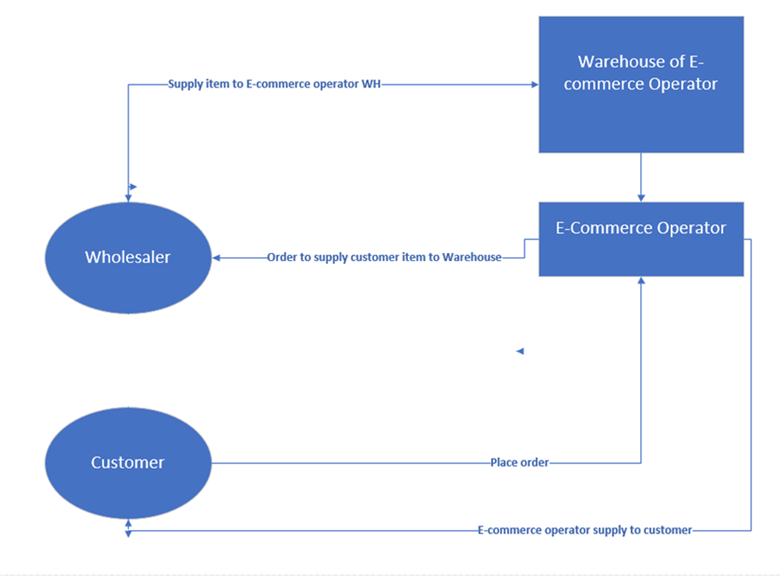 Warehouse of E-
commerce Operator
Supply item to E-commerce operator WH
E-Commerce Operator
Wholesaler
Order to supply customer item to Warehouse
Customer
Place order
E-commerce operator supply to customer